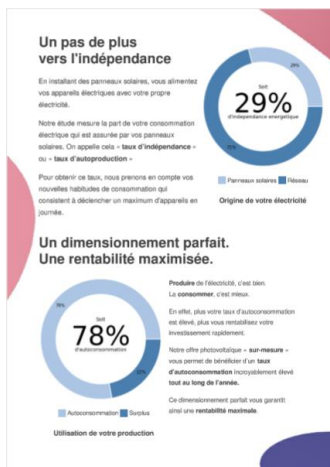 Un pas de plus
vers l'indépendance
En installant des panneaux solaires, vous alimentez
vos appareils électriques avec votre propre
électricité.
Notre étude mesure la part de votre consommation
électrique qui est assurée par vos panneaux
solaires. On appelle cela « taux d'indépendance »
ou « taux d'autoproduction »
Pour obtenir ce taux, nous prenons en compte vos
nouvelles habitudes de consommation qui
consistent à déclencher un maximum d'appareils en
journée.
29%
Soit
29%
d'indépendance énergétique
71%
Panneaux solaires
Réseau
Origine de votre électricité
Un dimensionnement parfait.
Une rentabilité maximisée.
78%
Soit
78%
d'autoconsommation
22%
Autoconsommation
Surplus
Utilisation de votre production
Produire de l'électricité, c'est bien.
La consommer, c'est mieux.
En effet, plus votre taux d'autoconsommation
est élevé, plus vous rentabilisez votre
investissement rapidement.
Notre offre photovoltaïque « sur-mesure »
vous permet de bénéficier d'un taux
d'autoconsommation incroyablement élevé
tout au long de l'année.
Ce dimensionnement parfait vous garantit
ainsi une rentabilité maximale.